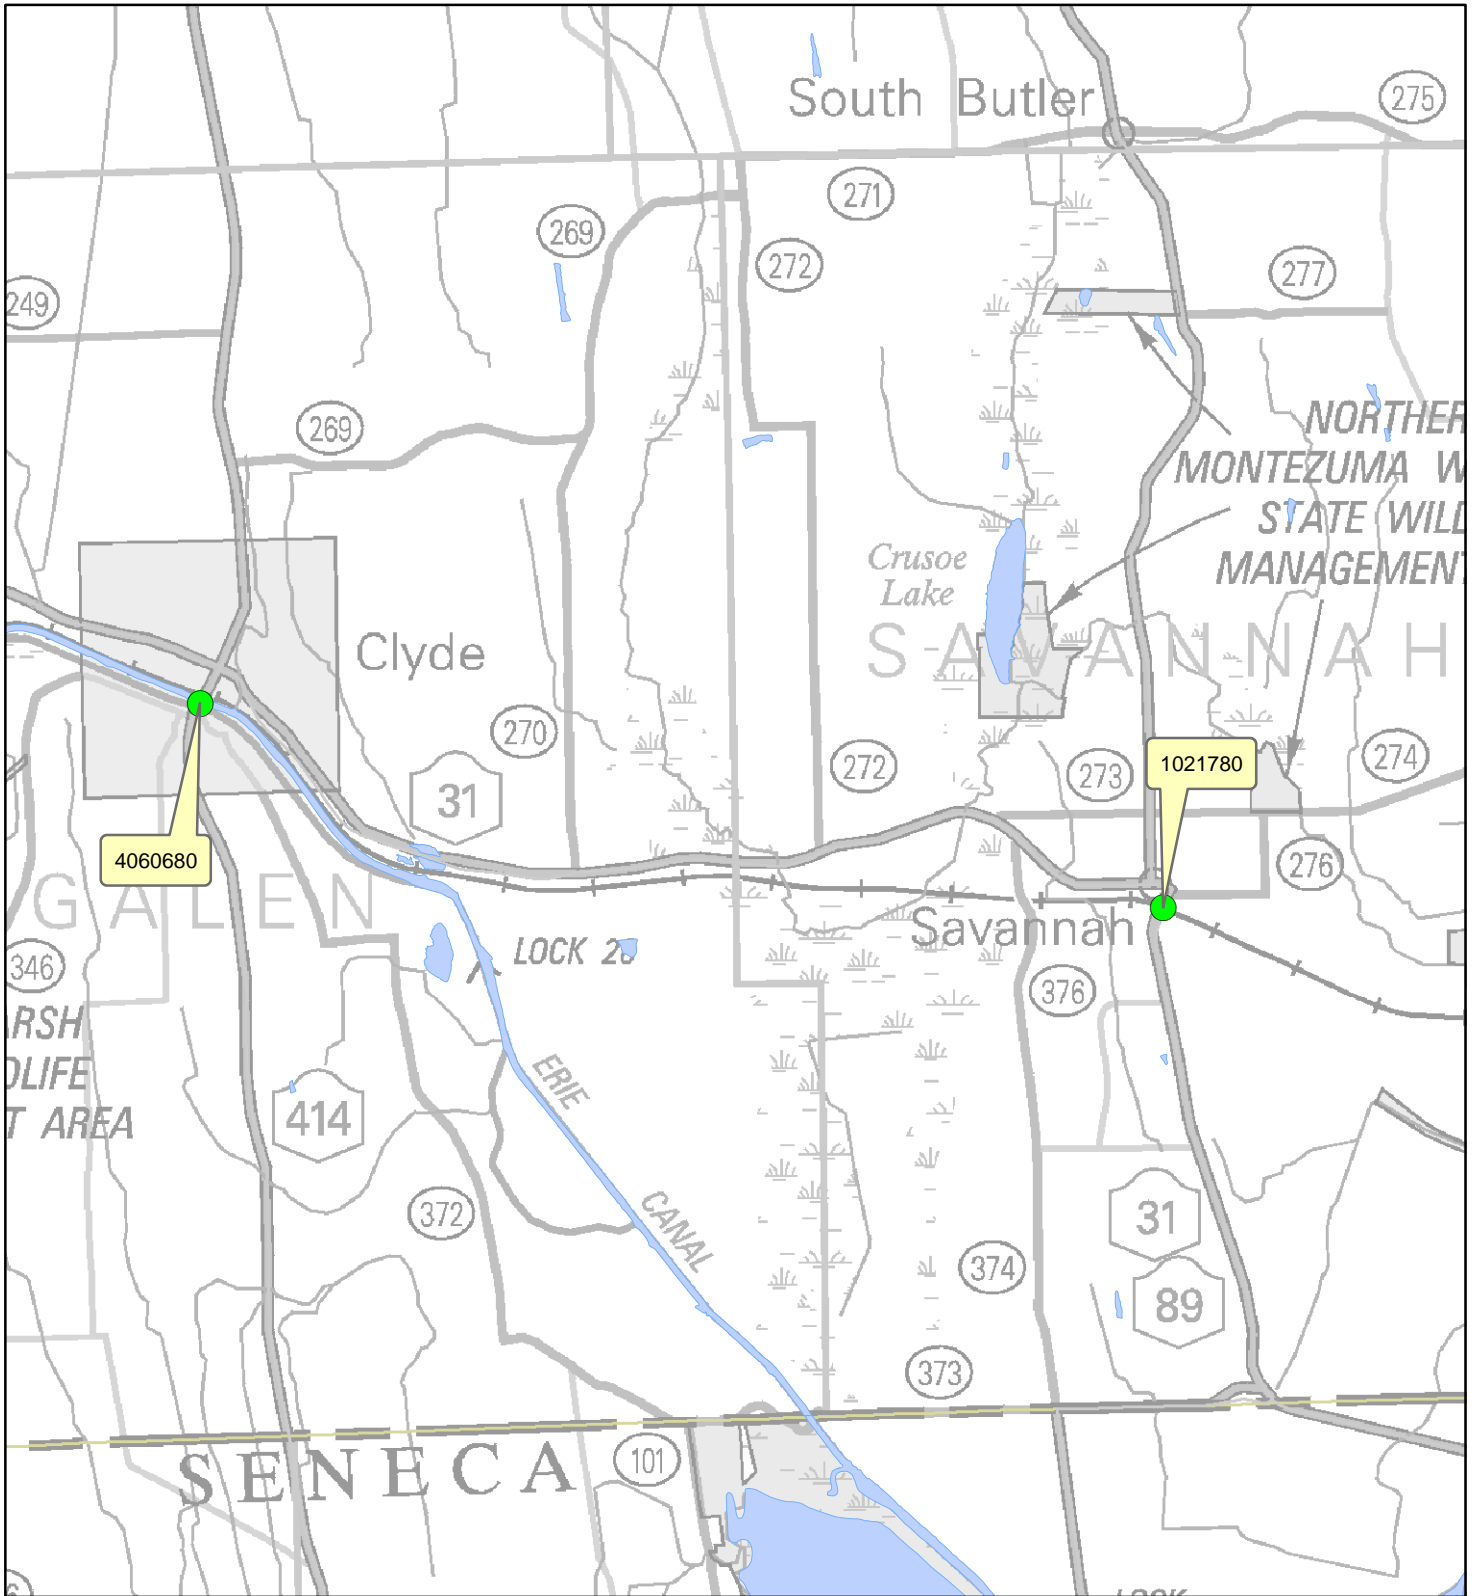 South Butler
275
271
269
272
277
249
269
NORTHER
MONTEZUMA W
STATE WILD
MANAGEMENT
Crusoe
Lake
SAVANNAH
Clyde
270
31
272
273
1021780
274
4060680
276
GALEN
Savannah
LOCK 26
346
376
RSH
LIFE
T AREA
ERIE
414
CANAL
372
31
374
89
373
SENECA
101